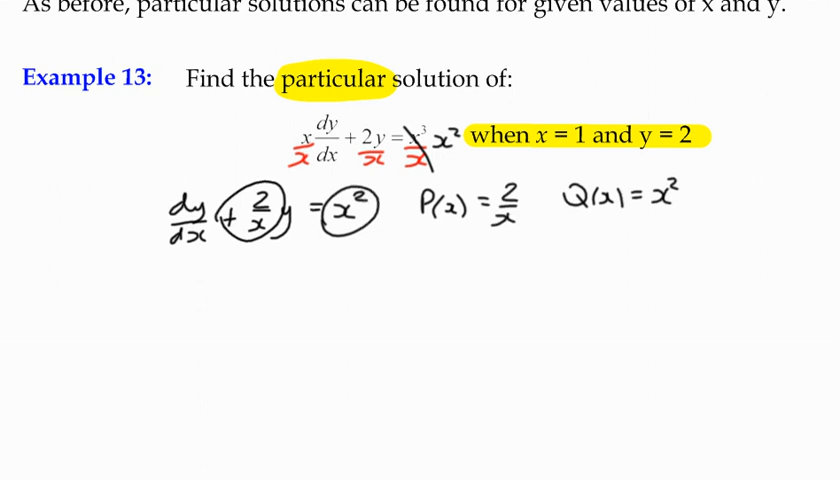 As before, particular solutions can be found for given values of x and y.
Example 13: Find the particular solution of:
x/x dy/dx + 2y/x = x³/x x² when x = 1 and y = 2
dy/dx + 2/x y = x² P(x) = 2/x Q(x) = x²